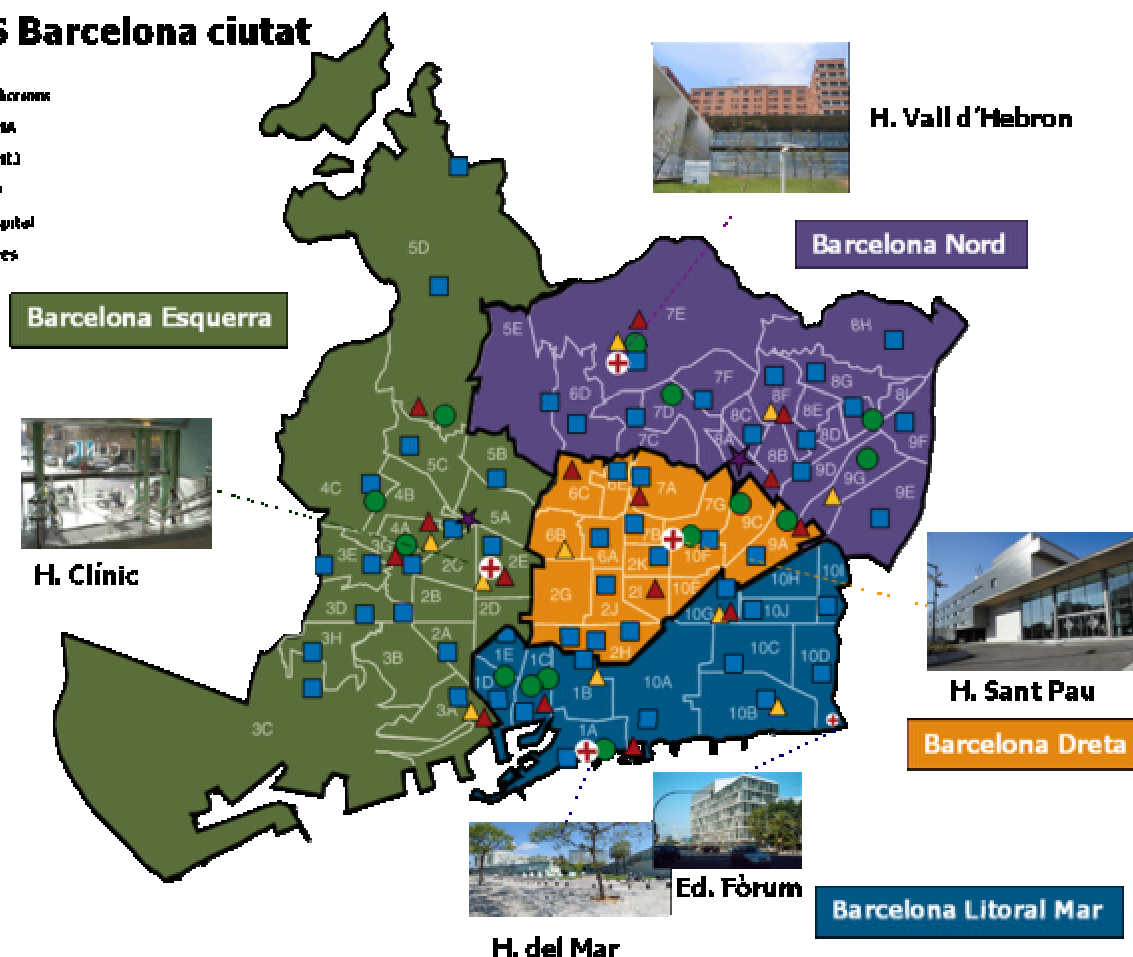 S Barcelona ciutat
H. Vall d'Hebron
Barcelona Nord
5D
Barcelona Esquerra
5E
7E
6H
6D
7F
7D
7C
8A
8C
8F
8G
8E
8D
8I
9F
8B
9D
9G
9E
4C
5C
5B
4B
5A
4A
3G
3E
2C
2E
2B
2D
3D
3H
2A
3B
3A
3C
6C
6E
7A
7G
9C
9A
6B
6A
7B
10F
2K
2G
2J
2I
10E
2H
10H
10I
10G
10J
1E
1C
1D
1B
10A
10C
10D
10B
1A
H. Clínic
H. Sant Pau
Barcelona Dreta
Ed. Fòrum
Barcelona Litoral Mar
H. del Mar